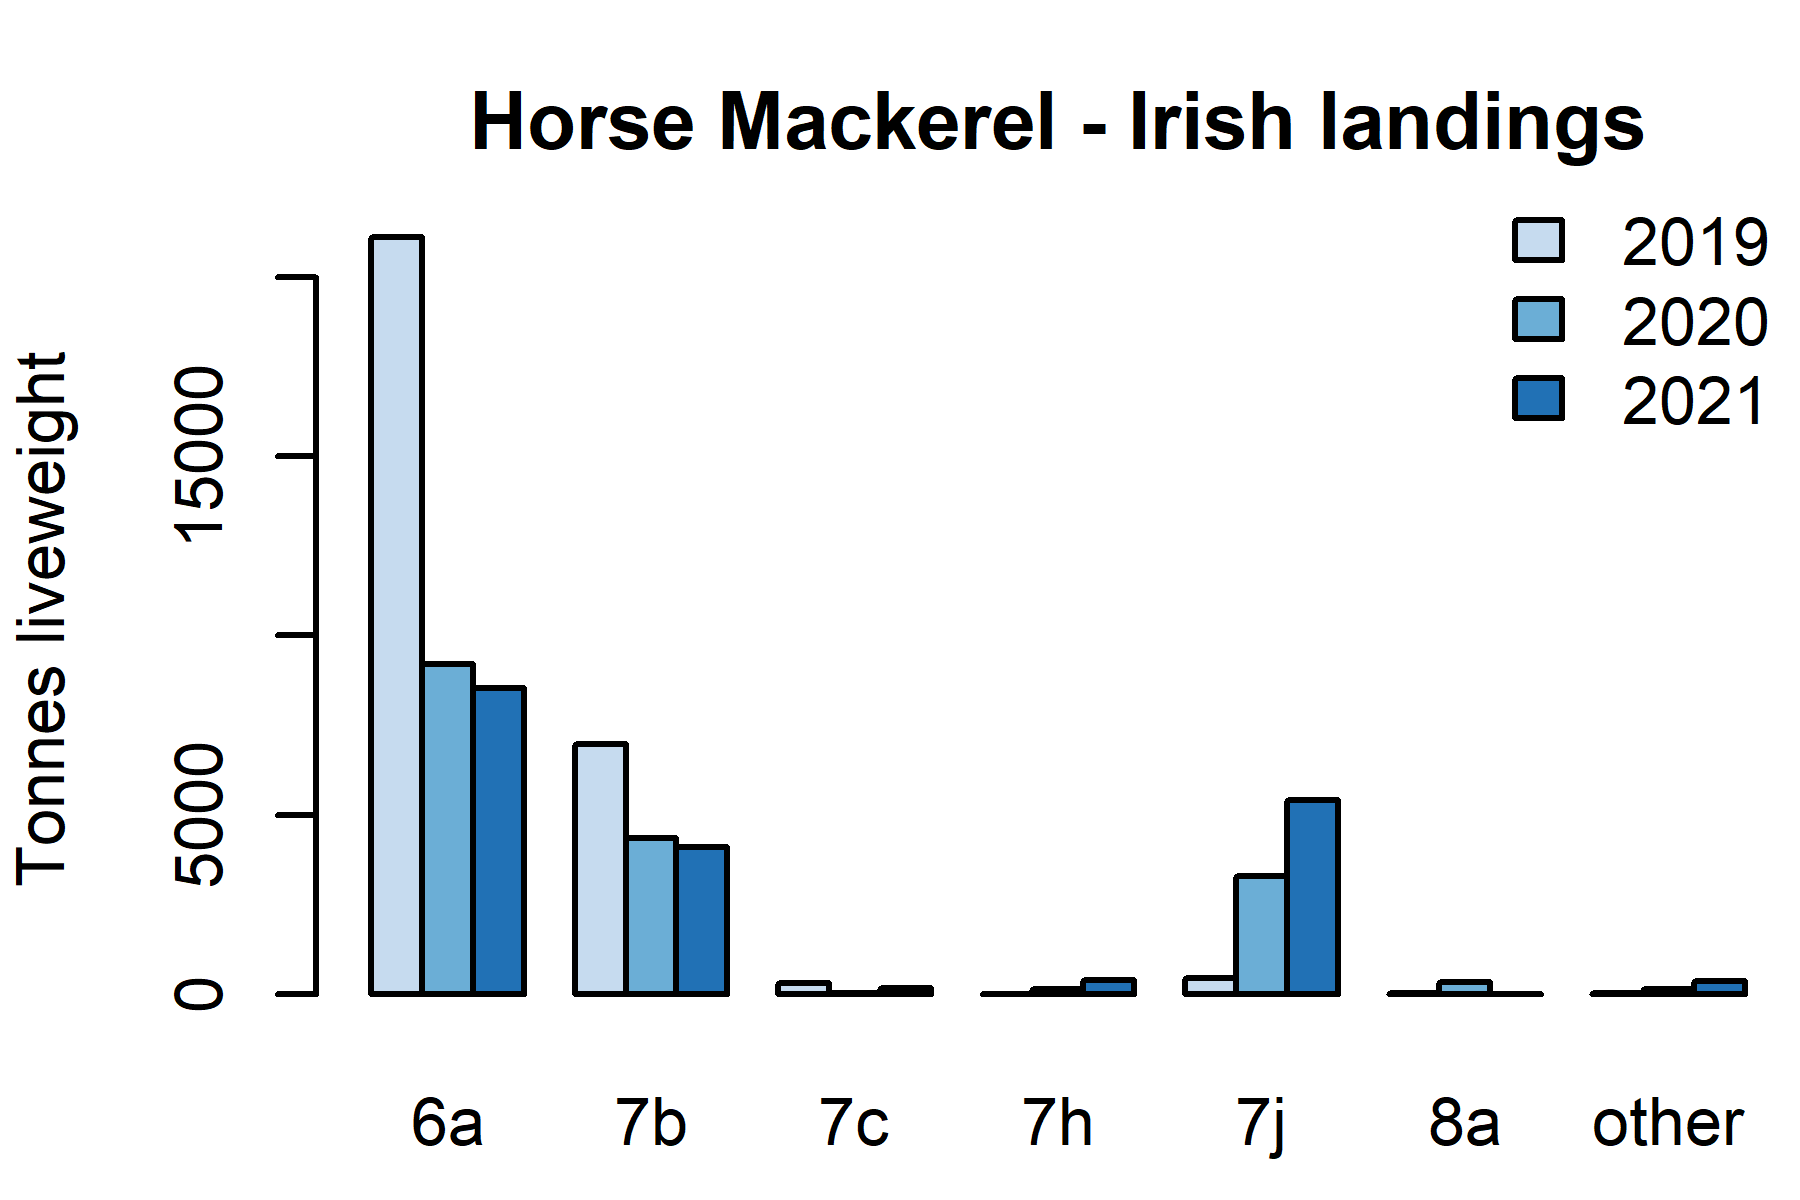 Horse Mackerel - Irish landings
2019
2020
2021
Tonnes liveweight
15000
5000
0
6a 7b 7c 7h 7j 8a other